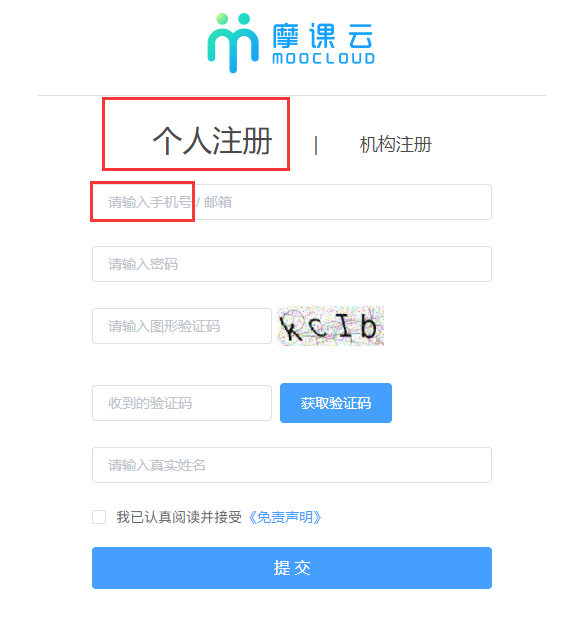 摩课云
MOOCLOUD
个人注册 | 机构注册
请输入手机号 / 邮箱
请输入密码
请输入图形验证码
收到的验证码 获取验证码
请输入真实姓名
我已认真阅读并接受《免责声明》
提 交